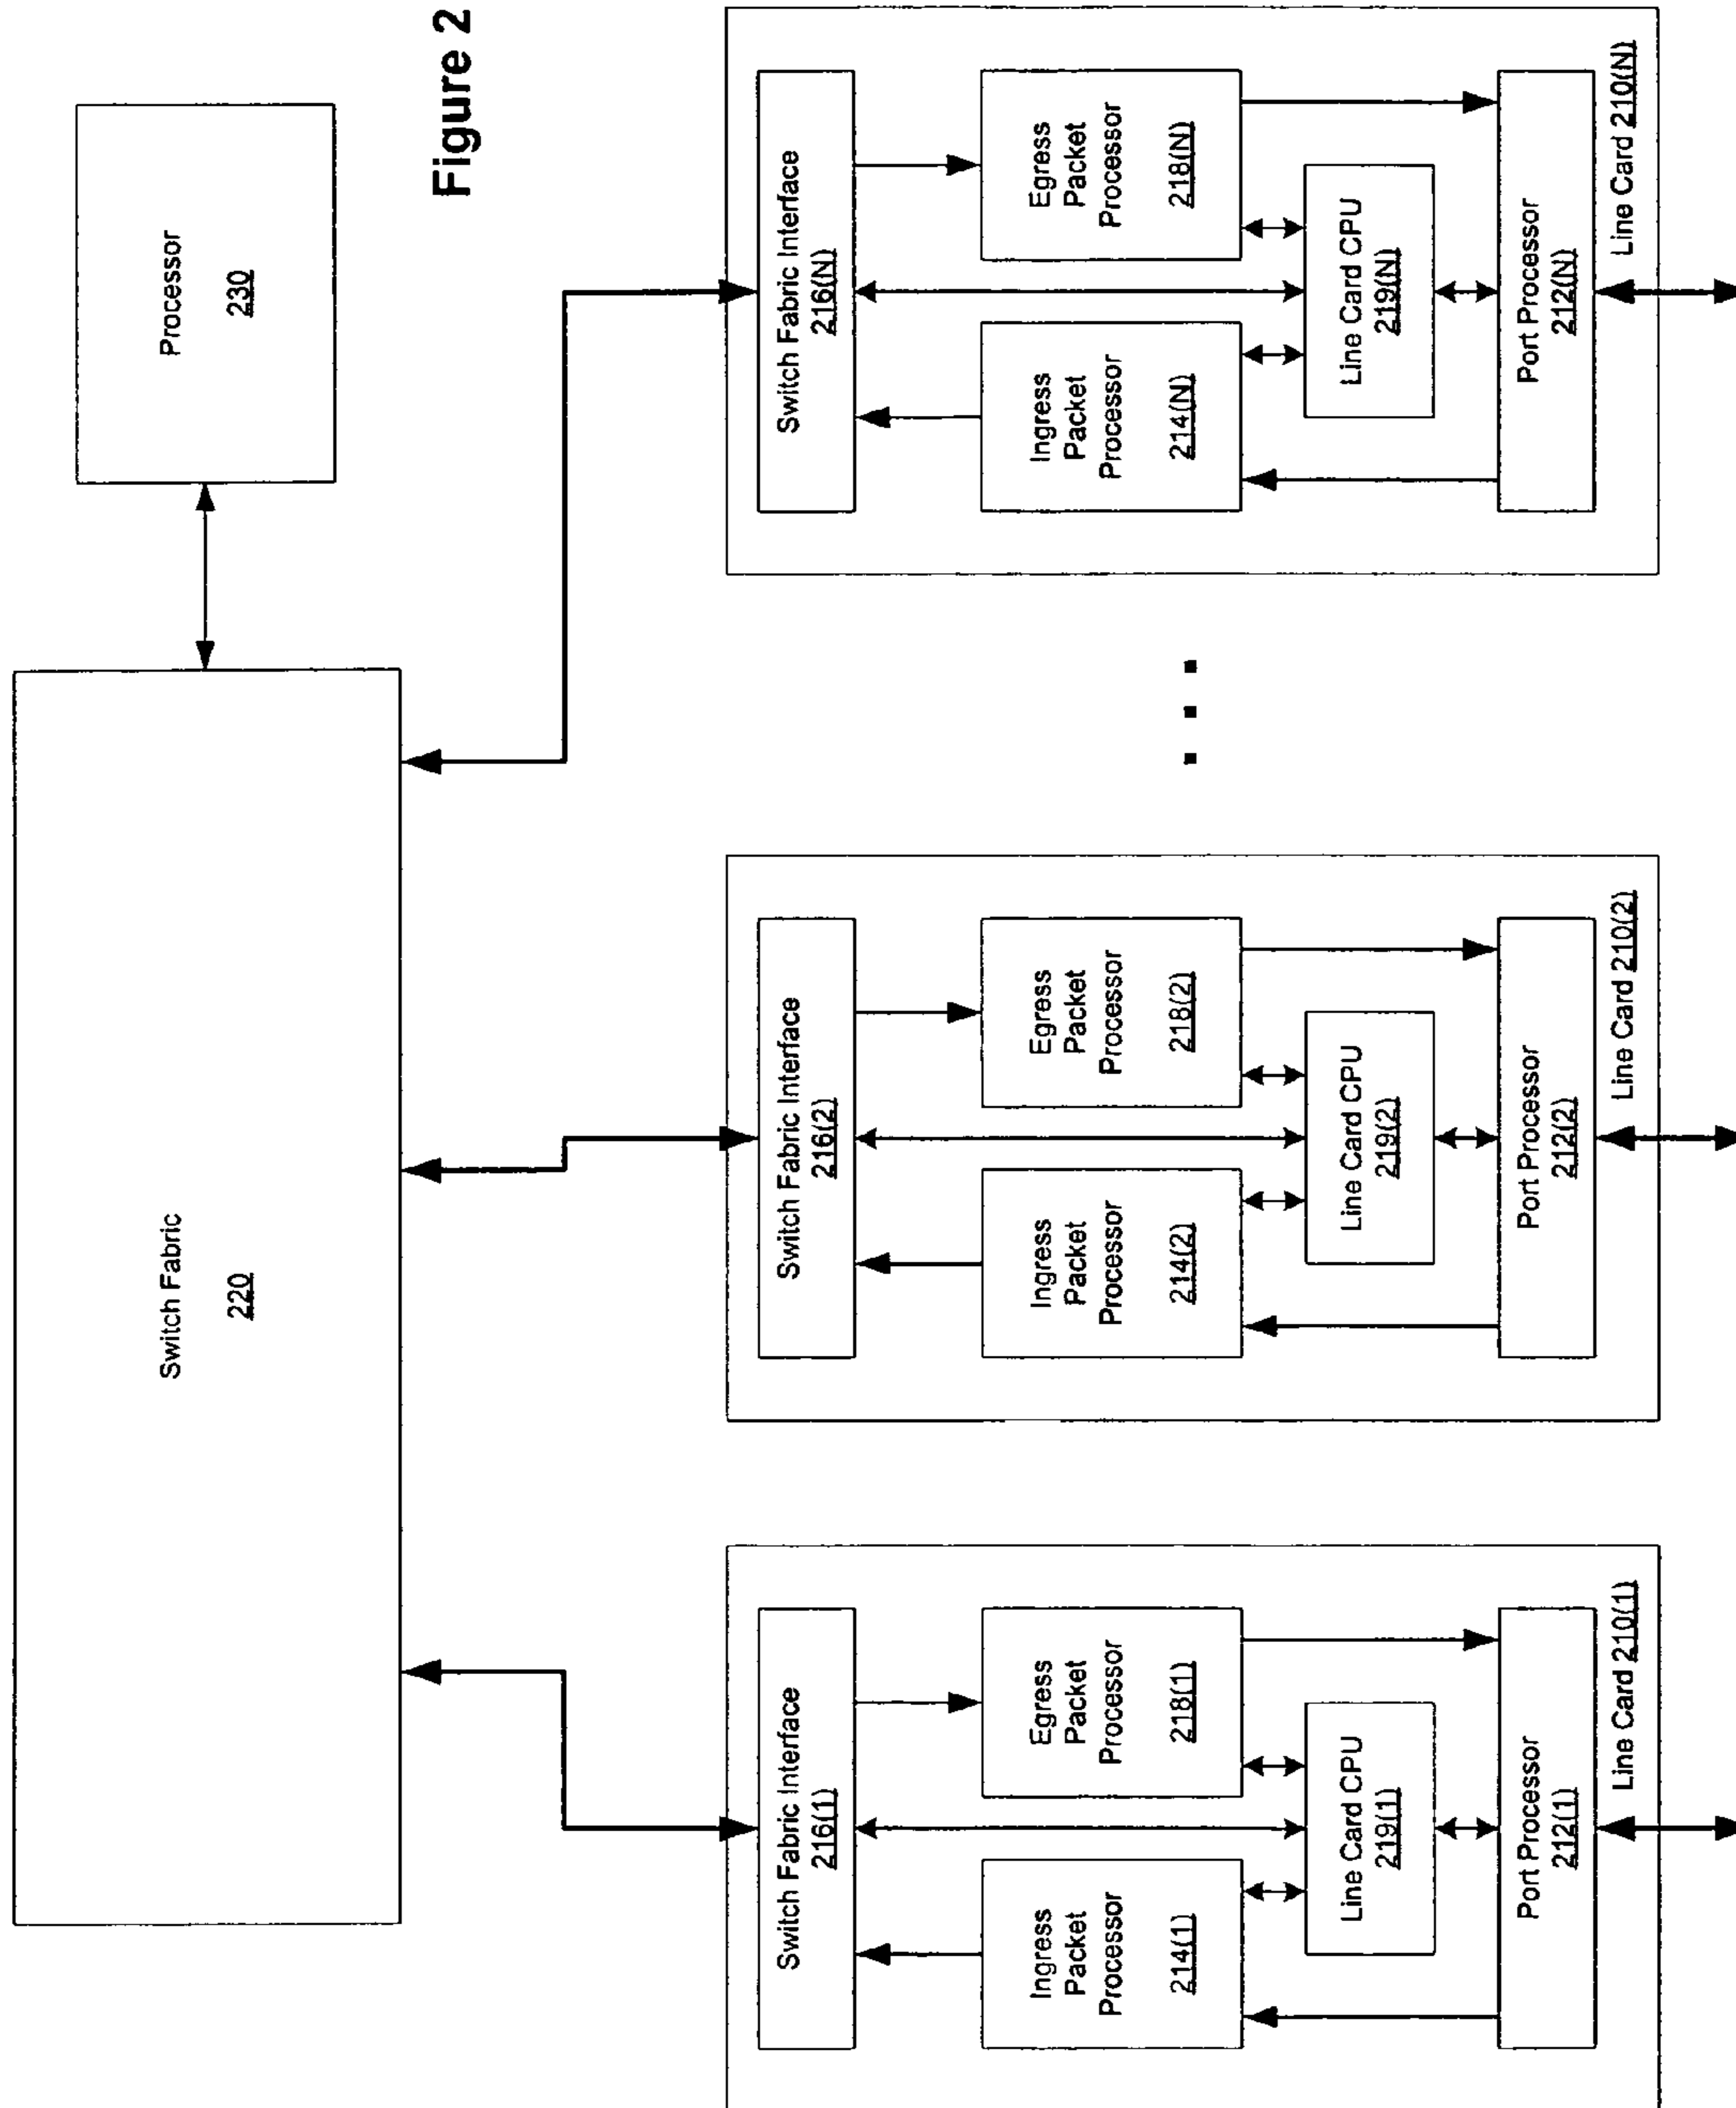 Switch Fabric
220
Processor
230
Figure 2
Switch Fabric Interface
216(1)
Ingress
Packet
Processor
214(1)
Egress
Packet
Processor
218(1)
Line Card CPU
219(1)
Port Processor
212(1)
Line Card 210(1)
Switch Fabric Interface
216(2)
Ingress
Packet
Processor
214(2)
Egress
Packet
Processor
218(2)
Line Card CPU
219(2)
Port Processor
212(2)
Line Card 210(2)
. . .
Switch Fabric Interface
216(N)
Ingress
Packet
Processor
214(N)
Egress
Packet
Processor
218(N)
Line Card CPU
219(N)
Port Processor
212(N)
Line Card 210(N)